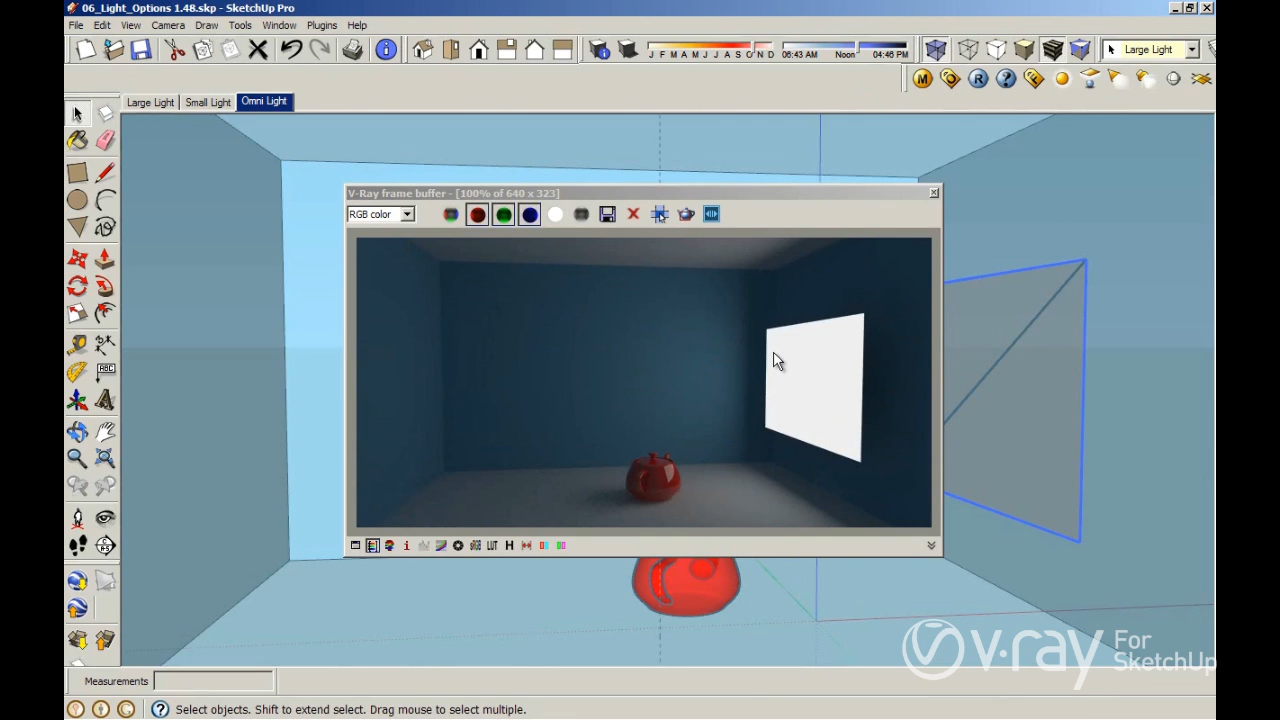 06_Light_Options 1.48.skp - SketchUp Pro
File Edit View Camera Draw Tools Window Plugins Help
J F M A M J J A S O N D 06:43 AM Noon 04:46 PM Large Light
M R ?
Large Light Small Light Omni Light
V-Ray frame buffer - [100% of 640 x 323]
RGB color
ABC
LUT H
v·ray For SketchUp
Measurements
Select objects. Shift to extend select. Drag mouse to select multiple.